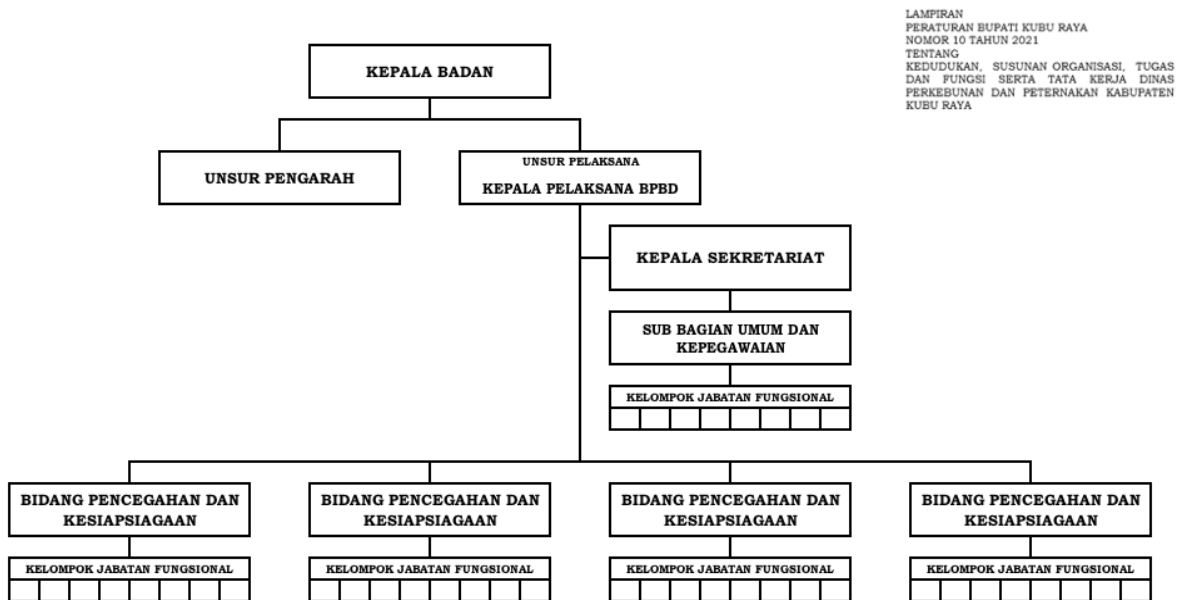 LAMPIRAN
PERATURAN BUPATI KUBU RAYA
NOMOR 10 TAHUN 2021
TENTANG
KEDUDUKAN, SUSUNAN ORGANISASI, TUGAS
DAN FUNGSI SERTA TATA KERJA DINAS
PERKEBUNAN DAN PETERNAKAN KABUPATEN
KUBU RAYA
KEPALA BADAN
UNSUR PENGARAH
UNSUR PELAKSANA
KEPALA PELAKSANA BPBD
KEPALA SEKRETARIAT
SUB BAGIAN UMUM DAN
KEPEGAWAIAN
KELOMPOK JABATAN FUNGSIONAL
BIDANG PENCEGAHAN DAN
KESIAPSIAGAAN
BIDANG PENCEGAHAN DAN
KESIAPSIAGAAN
BIDANG PENCEGAHAN DAN
KESIAPSIAGAAN
BIDANG PENCEGAHAN DAN
KESIAPSIAGAAN
KELOMPOK JABATAN FUNGSIONAL
KELOMPOK JABATAN FUNGSIONAL
KELOMPOK JABATAN FUNGSIONAL
KELOMPOK JABATAN FUNGSIONAL